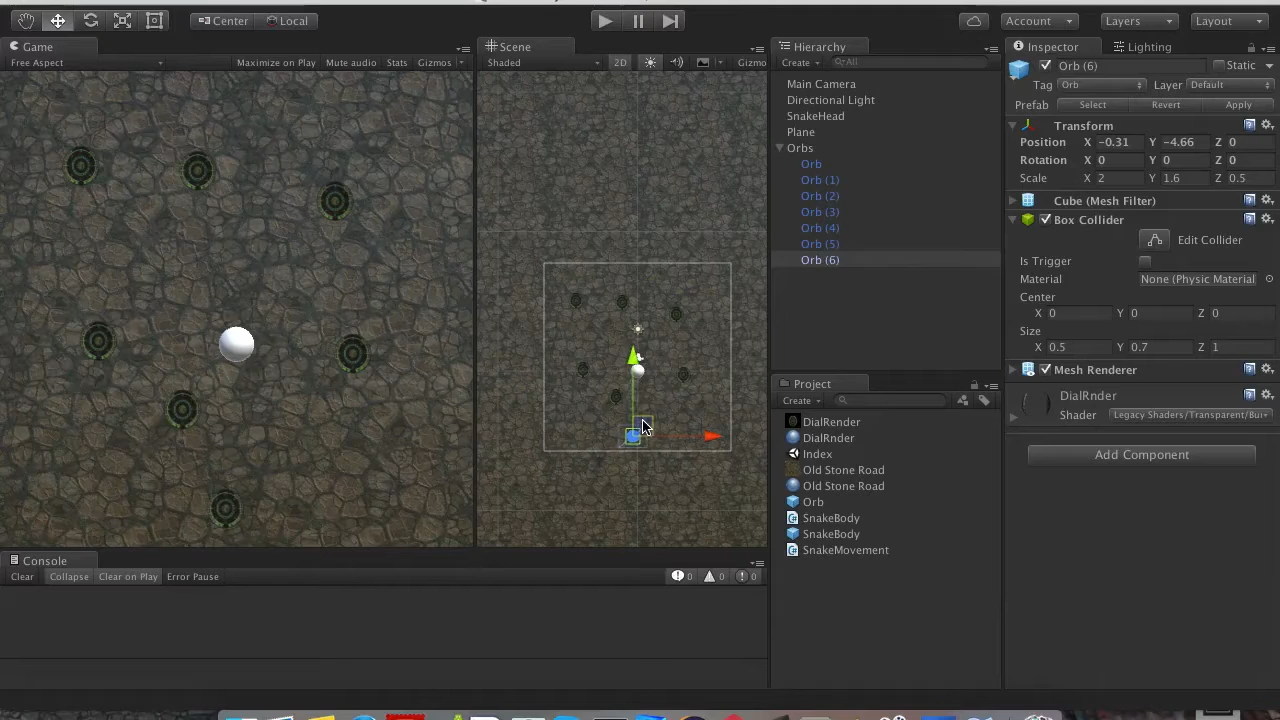 Center Local
Account Layers Layout
Game
Free Aspect Maximize on Play Mute audio Stats Gizmos
Scene
Shaded 2D Gizmo
Hierarchy
Create All
Main Camera
Directional Light
SnakeHead
Plane
Orbs
Orb
Orb (1)
Orb (2)
Orb (3)
Orb (4)
Orb (5)
Orb (6)
Project
Create
DialRender
DialRnder
Index
Old Stone Road
Old Stone Road
Orb
SnakeBody
SnakeBody
SnakeMovement
Inspector Lighting
Orb (6) Static
Tag Orb Layer Default
Prefab Select Revert Apply
Transform
Position X -0.31 Y -4.66 Z 0
Rotation X 0 Y 0 Z 0
Scale X 2 Y 1.6 Z 0.5
Cube (Mesh Filter)
Box Collider
Edit Collider
Is Trigger
Material None (Physic Material
Center
X 0 Y 0 Z 0
Size
X 0.5 Y 0.7 Z 1
Mesh Renderer
DialRnder
Shader Legacy Shaders/Transparent/Bu
Add Component
Console
Clear Collapse Clear on Play Error Pause 0 0 0